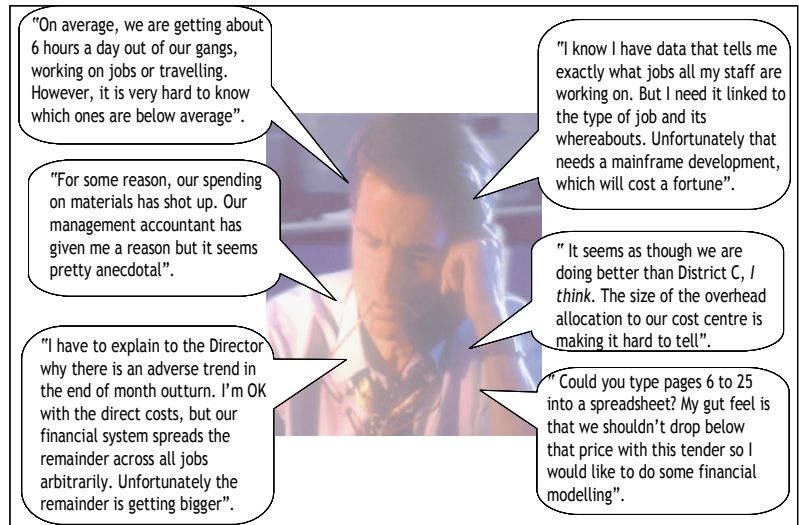 “On average, we are getting about
6 hours a day out of our gangs,
working on jobs or travelling.
However, it is very hard to know
which ones are below average”.
“For some reason, our spending
on materials has shot up. Our
management accountant has
given me a reason but it seems
pretty anecdotal”.
“I have to explain to the Director
why there is an adverse trend in
the end of month outturn. I’m OK
with the direct costs, but our
financial system spreads the
remainder across all jobs
arbitrarily. Unfortunately the
remainder is getting bigger”.
“I know I have data that tells me
exactly what jobs all my staff are
working on. But I need it linked to
the type of job and its
whereabouts. Unfortunately that
needs a mainframe development,
which will cost a fortune”.
“ It seems as though we are
doing better than District C, I
think. The size of the overhead
allocation to our cost centre is
making it hard to tell”.
“ Could you type pages 6 to 25
into a spreadsheet? My gut feel is
that we shouldn’t drop below
that price with this tender so I
would like to do some financial
modelling”.